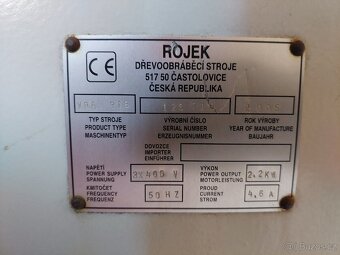 ROJEK
DŘEVOOBRÁBĚCÍ STROJE
517 50 ČASTOLOVICE
ČESKÁ REPUBLIKA
CE
TYP STROJE
PRODUCT TYPE
MASCHINENTYP
VÝROBNÍ ČÍSLO
SERIAL NUMBER
ERZEUGNISNUMMER
ROK VÝROBY
YEAR OF MANUFACTURE
BAUJAHR
DOVOZCE
IMPORTER
EINFÜHRER
NAPĚTÍ
POWER SUPPLY
SPANNUNG
3X400 V
VÝKON
POWER OUTPUT
MOTORLEISTUNG
2,2KW
KMITOČET
FREQUENCY
FREQUENZ
50 HZ
PROUD
CURRENT
STROM
4,6 A